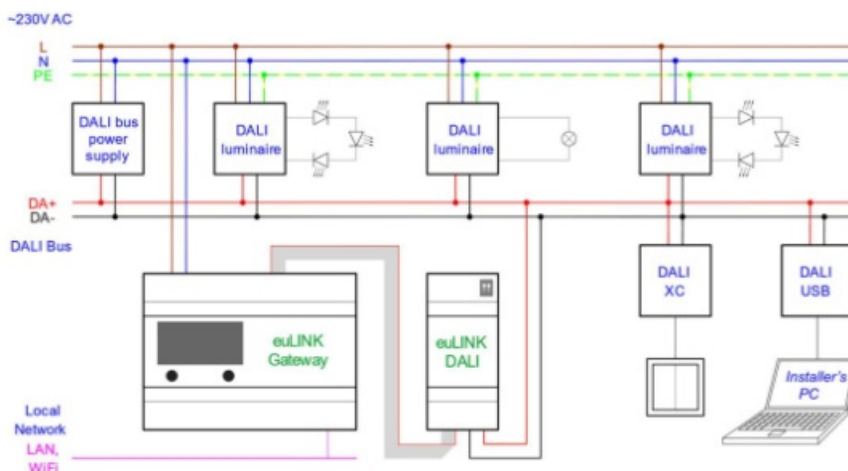 ~230V AC
L
N
PE
DALI bus
power
supply
DALI
luminaire
DALI
luminaire
DALI
luminaire
DA+
DA-
DALI Bus
DALI
XC
DALI
USB
euLINK
Gateway
euLINK
DALI
Installer's
PC
Local
Network
LAN,
WiFi